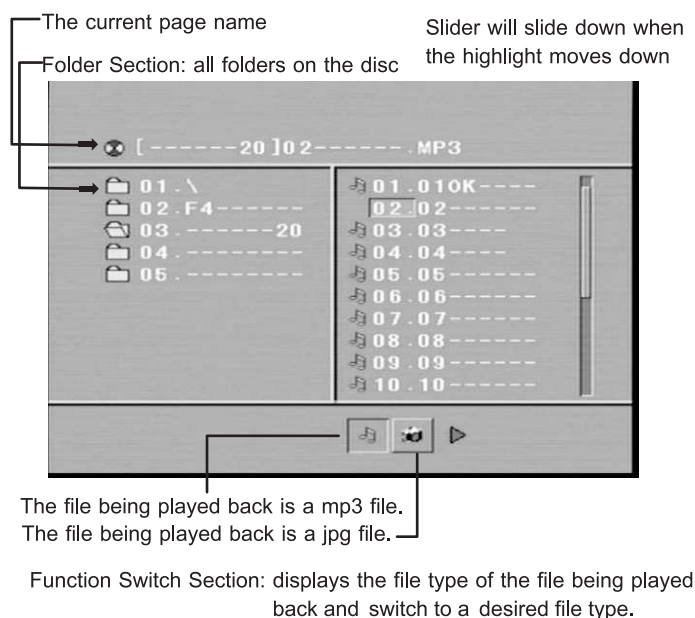 The current page name
Slider will slide down when
the highlight moves down
Folder Section: all folders on the disc
[------20]02------.MP3
01.\
02.F4------
03.------20
04.--------
05.--------
01.01OK----
02.02------
03.03----
04.04----
05.05------
06.06------
07.07------
08.08------
09.09------
10.10------
The file being played back is a mp3 file.
The file being played back is a jpg file.
Function Switch Section: displays the file type of the file being played
back and switch to a desired file type.